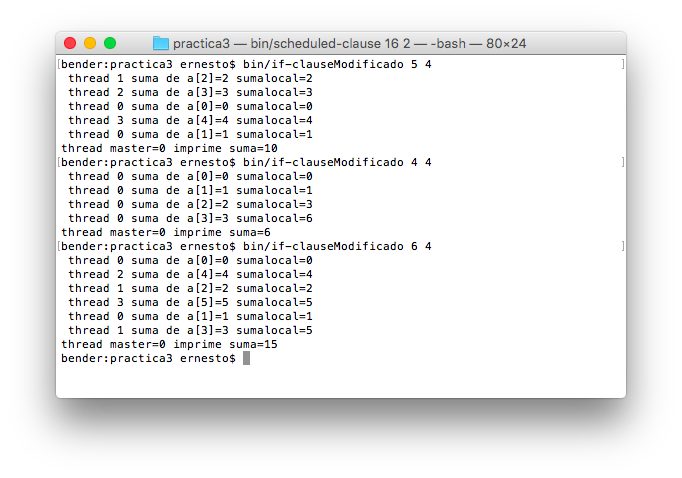 practica3 — bin/scheduled-clause 16 2 — -bash — 80×24
[bender:practica3 ernesto$ bin/if-clauseModificado 5 4 ]
thread 1 suma de a[2]=2 sumalocal=2
thread 2 suma de a[3]=3 sumalocal=3
thread 0 suma de a[0]=0 sumalocal=0
thread 3 suma de a[4]=4 sumalocal=4
thread 0 suma de a[1]=1 sumalocal=1
thread master=0 imprime suma=10
[bender:practica3 ernesto$ bin/if-clauseModificado 4 4 ]
thread 0 suma de a[0]=0 sumalocal=0
thread 0 suma de a[1]=1 sumalocal=1
thread 0 suma de a[2]=2 sumalocal=3
thread 0 suma de a[3]=3 sumalocal=6
thread master=0 imprime suma=6
[bender:practica3 ernesto$ bin/if-clauseModificado 6 4 ]
thread 0 suma de a[0]=0 sumalocal=0
thread 2 suma de a[4]=4 sumalocal=4
thread 1 suma de a[2]=2 sumalocal=2
thread 3 suma de a[5]=5 sumalocal=5
thread 0 suma de a[1]=1 sumalocal=1
thread 1 suma de a[3]=3 sumalocal=5
thread master=0 imprime suma=15
bender:practica3 ernesto$